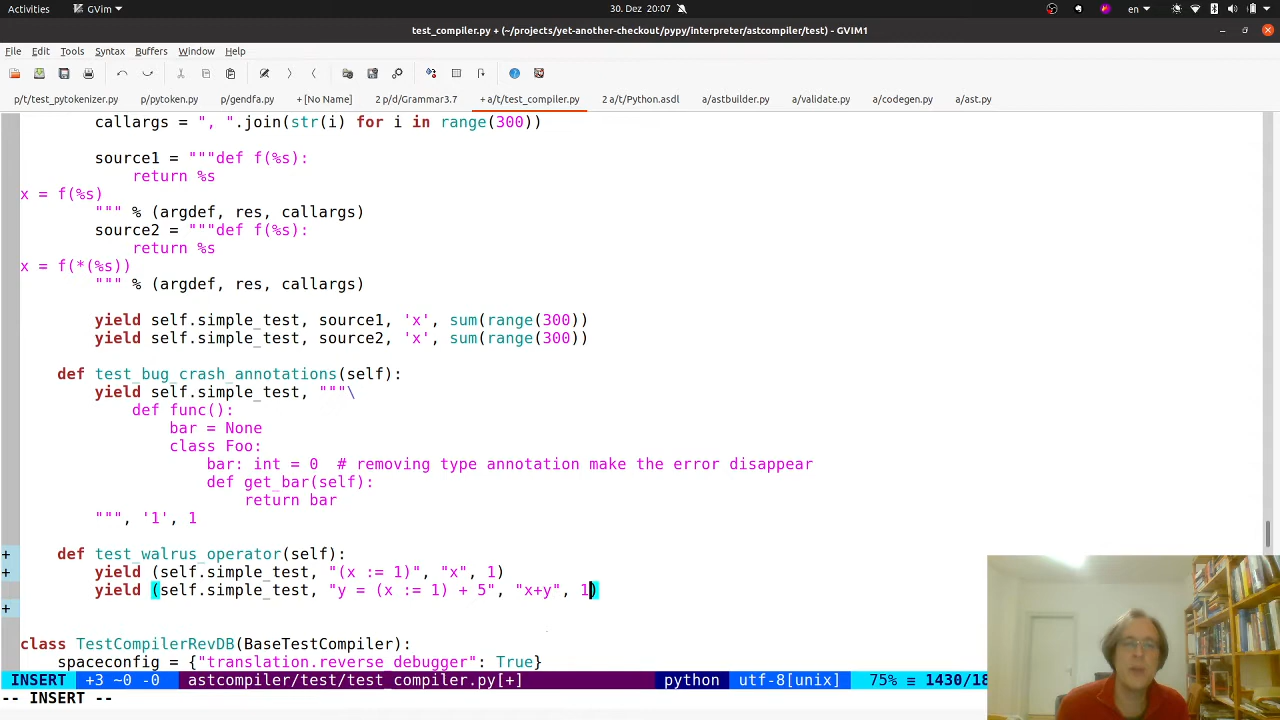 Activities GVim 30. Dez 20:07 en
test_compiler.py + (~/projects/yet-another-checkout/pypy/interpreter/astcompiler/test) - GVIM1
File Edit Tools Syntax Buffers Window Help
p/t/test_pytokenizer.py p/pytoken.py p/gendfa.py + [No Name] 2 p/d/Grammar3.7 + a/t/test_compiler.py 2 a/t/Python.asdl a/astbuilder.py a/validate.py a/codegen.py a/ast.py
callargs = ", ".join(str(i) for i in range(300))
source1 = """def f(%s):
return %s
x = f(%s)
""" % (argdef, res, callargs)
source2 = """def f(%s):
return %s
x = f(*(%s))
""" % (argdef, res, callargs)
yield self.simple_test, source1, 'x', sum(range(300))
yield self.simple_test, source2, 'x', sum(range(300))
def test_bug_crash_annotations(self):
yield self.simple_test, """\
def func():
bar = None
class Foo:
bar: int = 0  # removing type annotation make the error disappear
def get_bar(self):
return bar
""", '1', 1
+ def test_walrus_operator(self):
+ yield (self.simple_test, "(x := 1)", "x", 1)
yield (self.simple_test, "y = (x := 1) + 5", "x+y", 1)
+
class TestCompilerRevDB(BaseTestCompiler):
spaceconfig = {"translation.reverse_debugger": True}
INSERT +3 ~0 -0 astcompiler/test/test_compiler.py[+] python utf-8[unix] 75% ≡ 1430/18
-- INSERT --